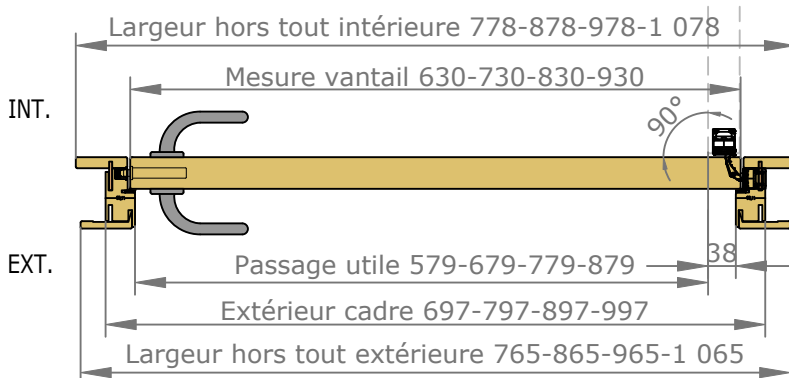 Largeur hors tout intérieure 778-878-978-1 078
Mesure vantail 630-730-830-930
INT.
90°
EXT.
Passage utile 579-679-779-879
38
Extérieur cadre 697-797-897-997
Largeur hors tout extérieure 765-865-965-1 065